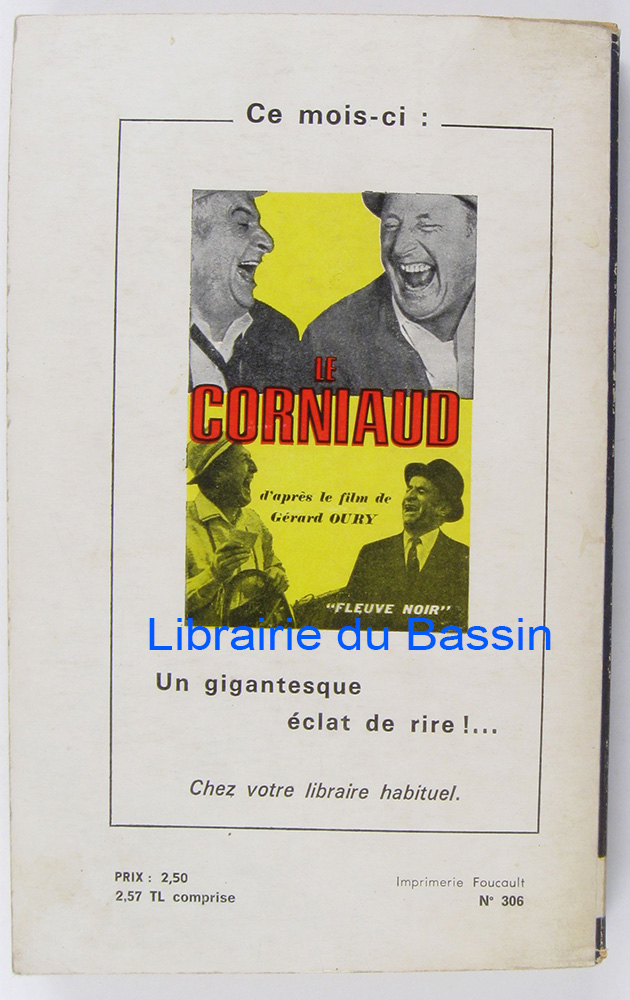 Ce mois-ci :
LE
CORNIAUD
d'après le film de
Gérard OURY
"FLEUVE NOIR"
Librairie du Bassin
Un gigantesque
éclat de rire !...
Chez votre libraire habituel.
PRIX : 2,50
2,57 TL comprise
Imprimerie Foucault
N° 306